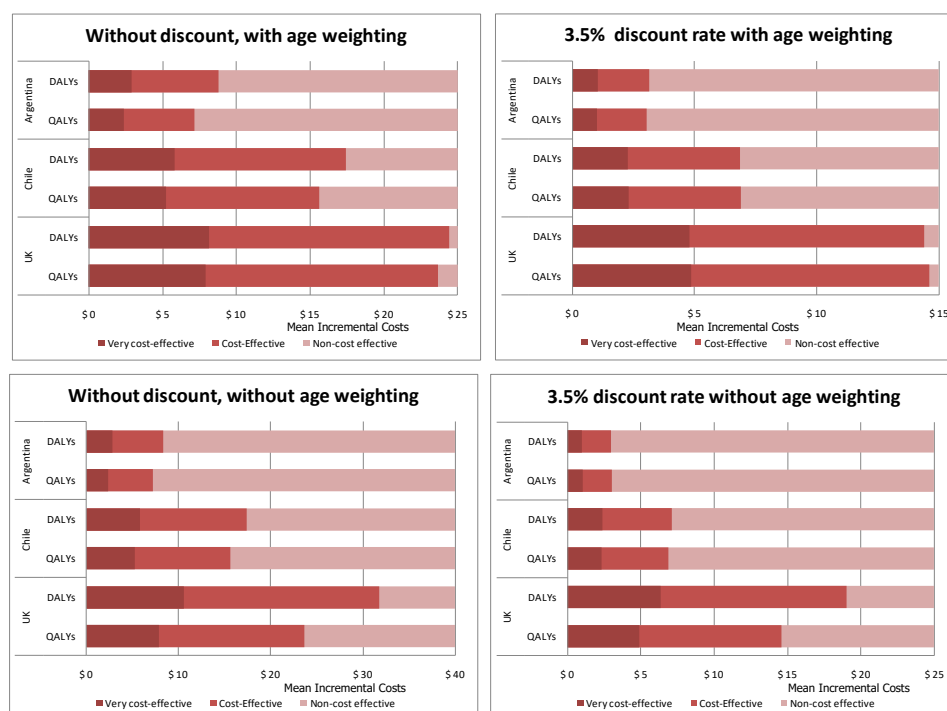 Without discount, with age weighting
Argentina
DALYs
QALYs
Chile
DALYs
QALYs
UK
DALYs
QALYs
$ 0 $ 5 $ 10 $ 15 $ 20 $ 25
Mean Incremental Costs
Very cost-effective Cost-Effective Non-cost effective
3.5% discount rate with age weighting
Argentina
DALYs
QALYs
Chile
DALYs
QALYs
UK
DALYs
QALYs
$ 0 $ 5 $ 10 $ 15
Mean Incremental Costs
Very cost-effective Cost-Effective Non-cost effective
Without discount, without age weighting
Argentina
DALYs
QALYs
Chile
DALYs
QALYs
UK
DALYs
QALYs
$ 0 $ 10 $ 20 $ 30 $ 40
Mean Incremental Costs
Very cost-effective Cost-Effective Non-cost effective
3.5% discount rate without age weighting
Argentina
DALYs
QALYs
Chile
DALYs
QALYs
UK
DALYs
QALYs
$ 0 $ 5 $ 10 $ 15 $ 20 $ 25
Mean Incremental Costs
Very cost-effective Cost-Effective Non-cost effective